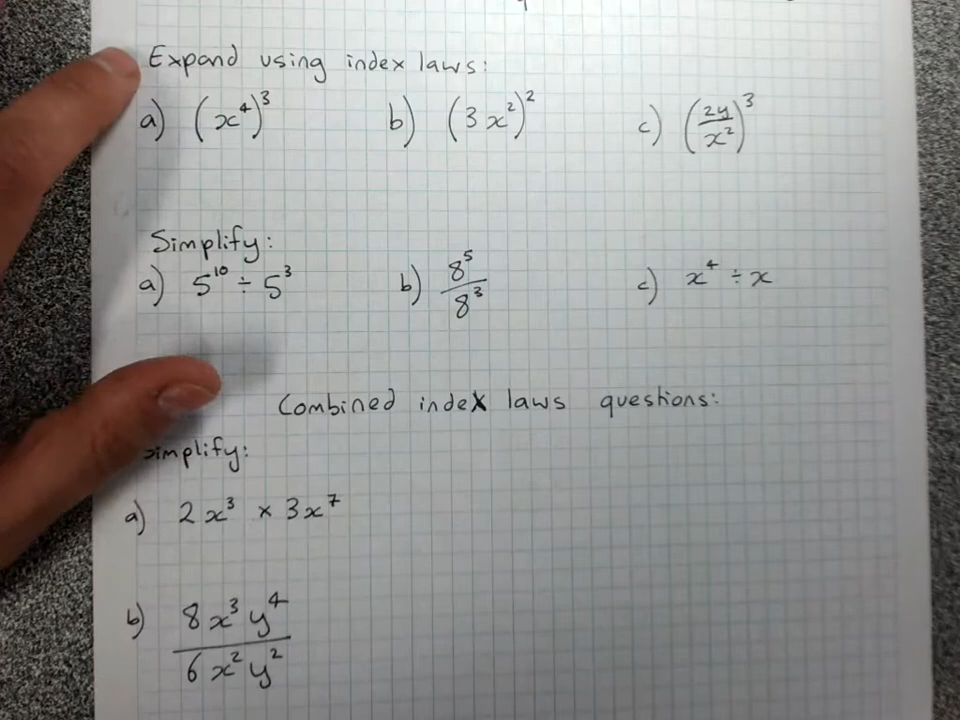 Expand using index laws:
a) (x⁴)³ b) (3x²)² c) (2y/x²)³
Simplify:
a) 5¹⁰ ÷ 5³ b) 8⁵/8³ c) x⁴ ÷ x
Combined index laws questions:
Simplify:
a) 2x³ × 3x⁷
b) 8x³y⁴/6x²y²